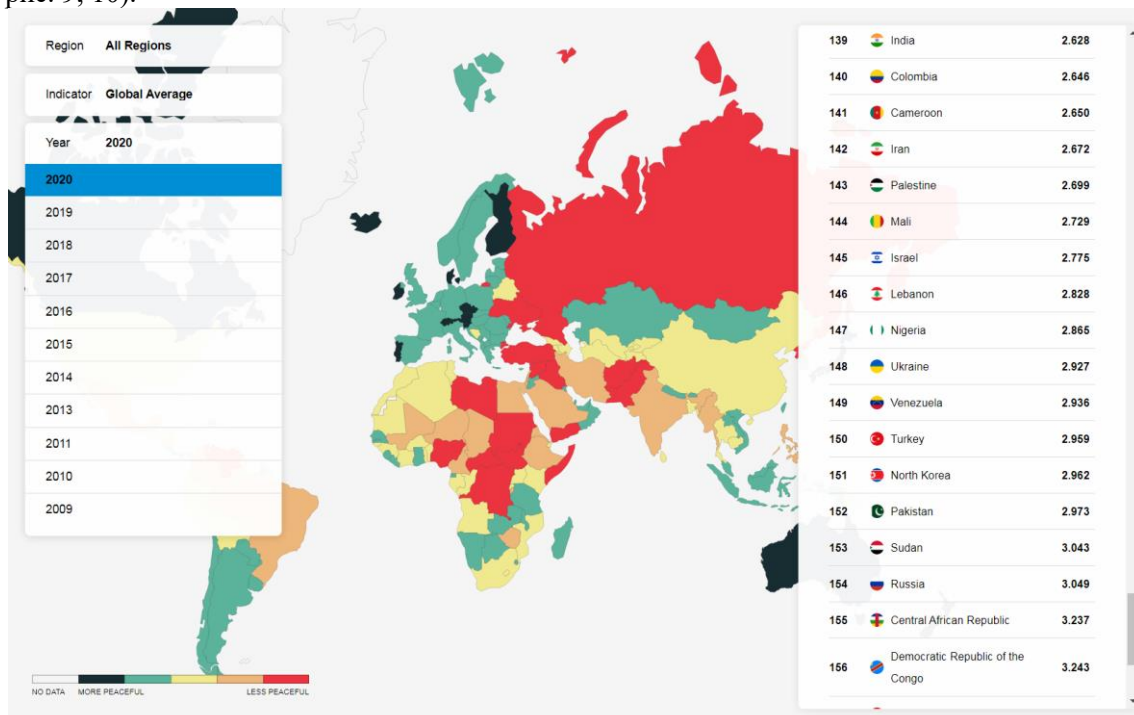 рис. 9, 10).
Region All Regions
Indicator Global Average
Year 2020
2020
2019
2018
2017
2016
2015
2014
2013
2011
2010
2009
NO DATA MORE PEACEFUL LESS PEACEFUL
139 India 2.628
140 Colombia 2.646
141 Cameroon 2.650
142 Iran 2.672
143 Palestine 2.699
144 Mali 2.729
145 Israel 2.775
146 Lebanon 2.828
147 Nigeria 2.865
148 Ukraine 2.927
149 Venezuela 2.936
150 Turkey 2.959
151 North Korea 2.962
152 Pakistan 2.973
153 Sudan 3.043
154 Russia 3.049
155 Central African Republic 3.237
156 Democratic Republic of the
Congo 3.243